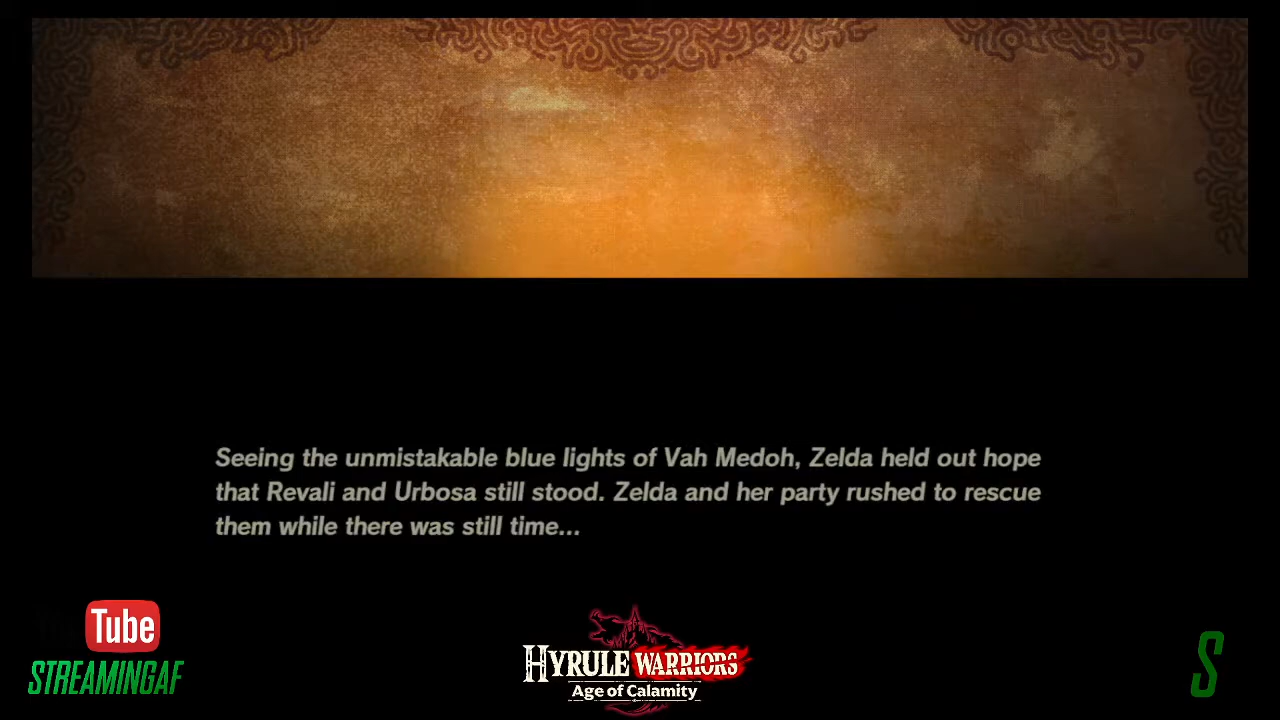 Seeing the unmistakable blue lights of Vah Medoh, Zelda held out hope
that Revali and Urbosa still stood. Zelda and her party rushed to rescue
them while there was still time...
Tube
STREAMINGAF
HYRULE WARRIORS
Age of Calamity
S